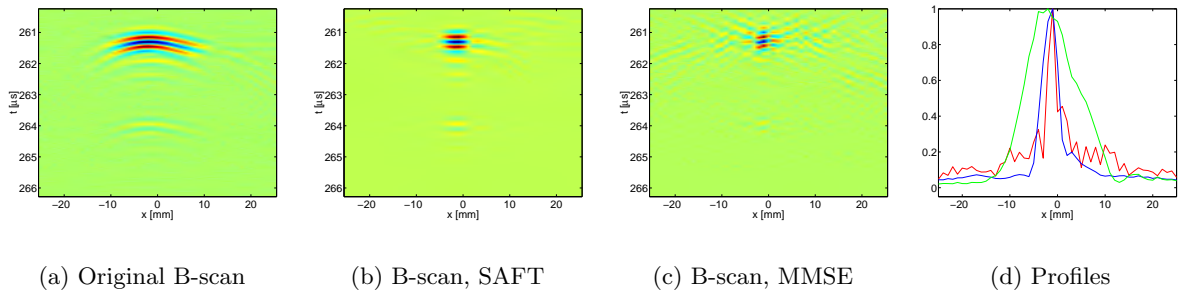 261
262
263
264
265
266
t [µs]
−20 −10 0 10 20
x [mm]
(a) Original B-scan
261
262
263
264
265
266
t [µs]
−20 −10 0 10 20
x [mm]
(b) B-scan, SAFT
261
262
263
264
265
266
t [µs]
−20 −10 0 10 20
x [mm]
(c) B-scan, MMSE
1
0.8
0.6
0.4
0.2
0
−20 −10 0 10 20
x [mm]
(d) Profiles